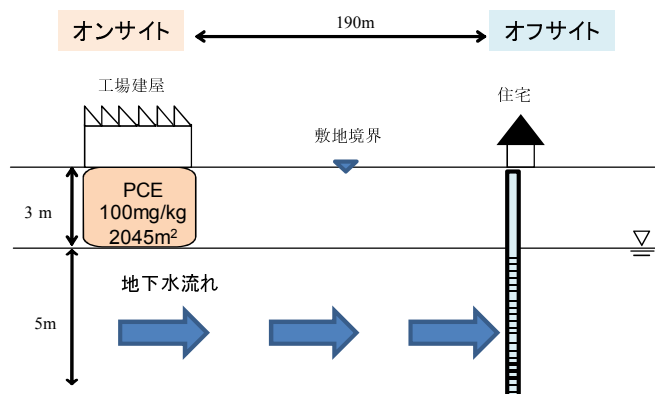 オンサイト
190m
オフサイト
工場建屋
住宅
敷地境界
3 m
PCE
100mg/kg
2045m²
地下水流れ
5m